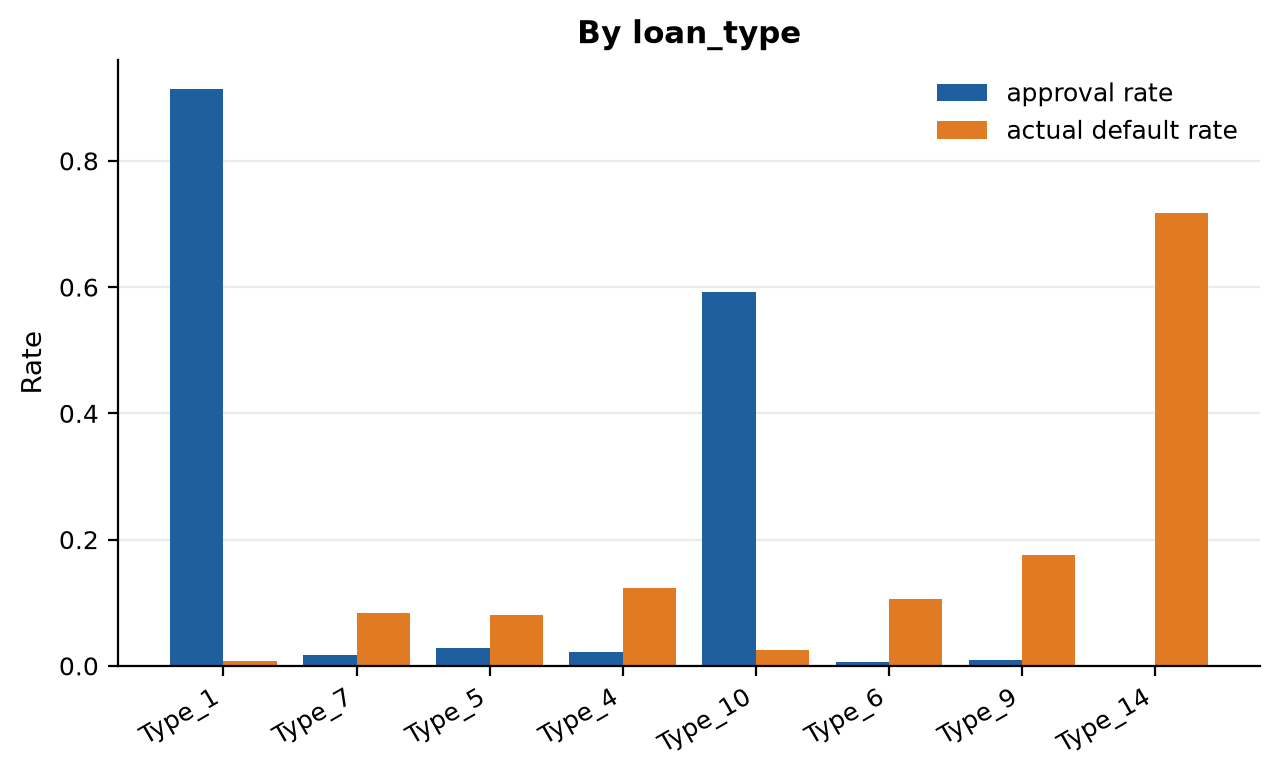 By loan_type
approval rate
actual default rate
Rate
0.8
0.6
0.4
0.2
0.0
Type_1
Type_7
Type_5
Type_4
Type_10
Type_6
Type_9
Type_14